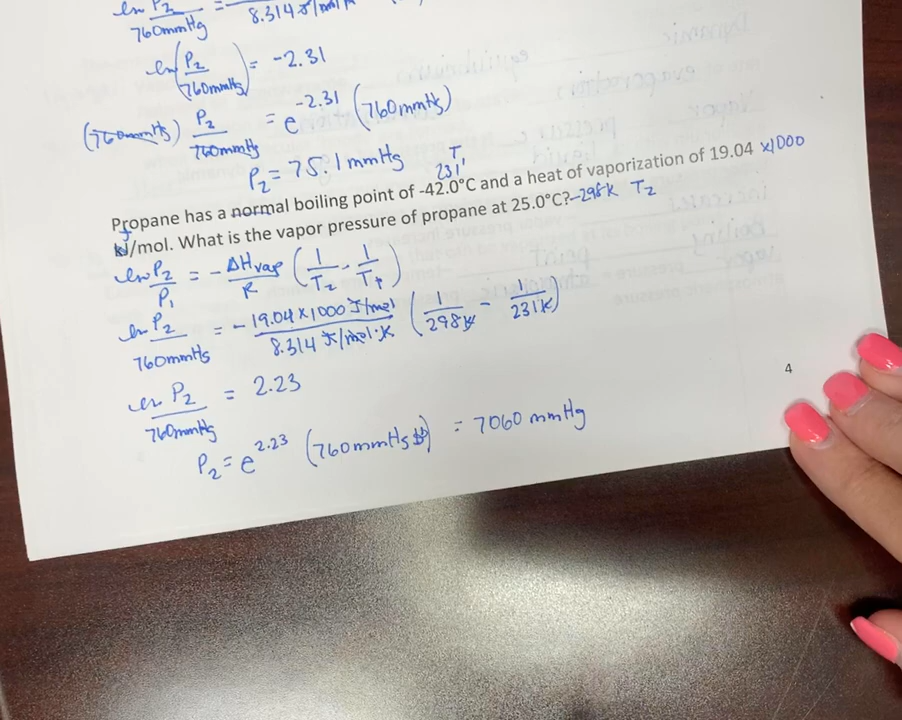 ln P₂/760mmHg = 8.314 J/mol K
ln(P₂/760mmHg) = -2.31
(760mmHg) P₂/760mmHg = e^-2.31 (760mmHg)
P₂ = 75.1 mmHg
T₁
231
Propane has a normal boiling point of -42.0°C and a heat of vaporization of 19.04 x1000
kJ/mol. What is the vapor pressure of propane at 25.0°C? -298K T₂
J
ln P₂/P₁ = - ΔHvap/R (1/T₂ - 1/T₁)
ln P₂/760mmHg = - 19.04 x 1000 J/mol / 8.314 J/mol·K (1/298K - 1/231K)
ln P₂/760mmHg = 2.23
P₂ = e^2.23 (760mmHg) = 7060 mmHg
4